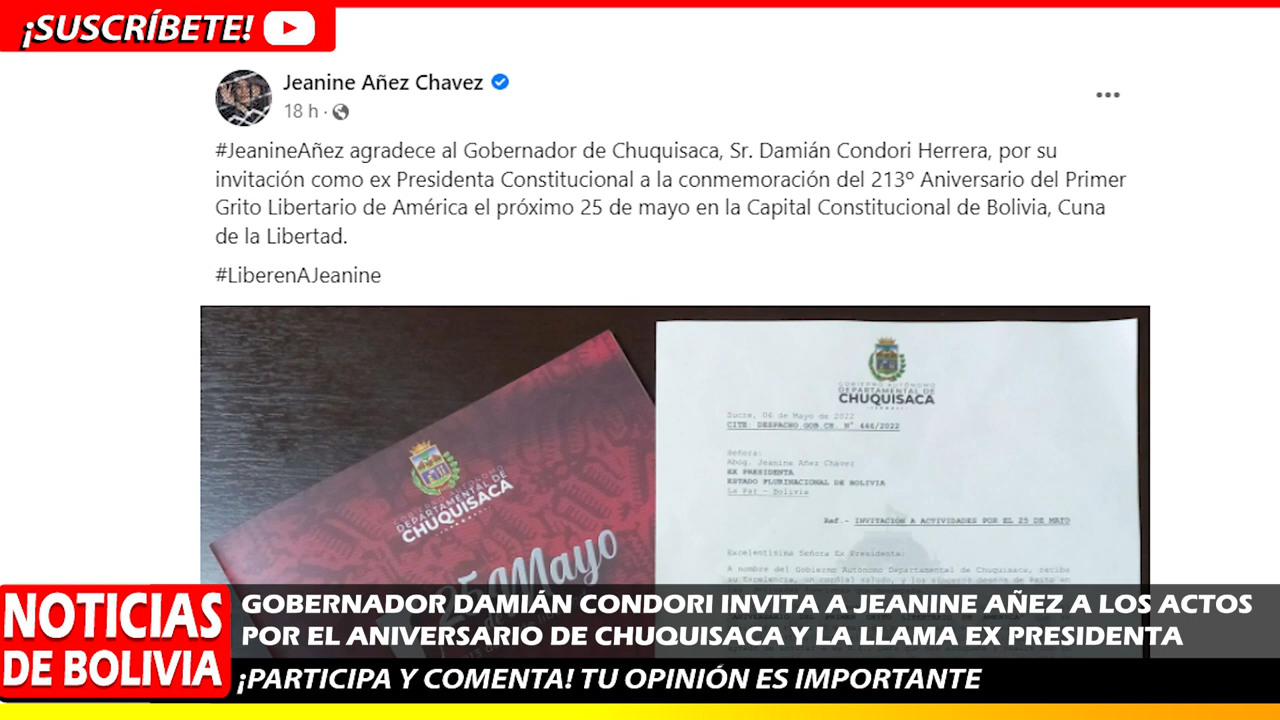 ¡SUSCRÍBETE!
Jeanine Añez Chavez
18 h ·
#JeanineAñez agradece al Gobernador de Chuquisaca, Sr. Damián Condori Herrera, por su
invitación como ex Presidenta Constitucional a la conmemoración del 213º Aniversario del Primer
Grito Libertario de América el próximo 25 de mayo en la Capital Constitucional de Bolivia, Cuna
de la Libertad.
#LiberenAJeanine
DEPARTAMENTAL DE
CHUQUISACA
25 Mayo
GOBIERNO AUTÓNOMO
DEPARTAMENTAL DE
CHUQUISACA
Sucre, 06 de Mayo de 2022
CITE: DESPACHO GOB.CH. N° 446/2022
Señora:
Abog. Jeanine Añez Chávez
EX PRESIDENTA
ESTADO PLURINACIONAL DE BOLIVIA
La Paz - Bolivia
Ref.- INVITACIÓN A ACTIVIDADES POR EL 25 DE MAYO
Excelentísima Señora Ex Presidenta:
A nombre del Gobierno Autónomo Departamental de Chuquisaca, reciba
su Excelencia, un cordial saludo, y los sinceros deseos de éxito en
NOTICIAS
DE BOLIVIA
GOBERNADOR DAMIÁN CONDORI INVITA A JEANINE AÑEZ A LOS ACTOS
POR EL ANIVERSARIO DE CHUQUISACA Y LA LLAMA EX PRESIDENTA
¡PARTICIPA Y COMENTA! TU OPINIÓN ES IMPORTANTE